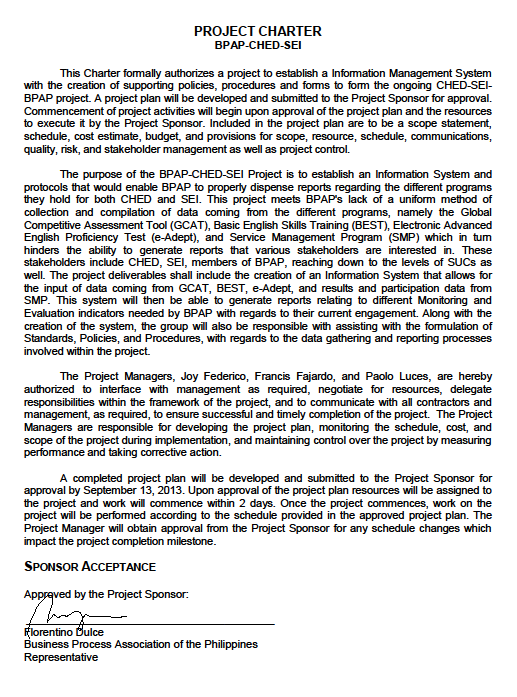 PROJECT CHARTER
BPAP-CHED-SEI
This Charter formally authorizes a project to establish a Information Management System
with the creation of supporting policies, procedures and forms to form the ongoing CHED-SEI-
BPAP project. A project plan will be developed and submitted to the Project Sponsor for approval.
Commencement of project activities will begin upon approval of the project plan and the resources
to execute it by the Project Sponsor. Included in the project plan are to be a scope statement,
schedule, cost estimate, budget, and provisions for scope, resource, schedule, communications,
quality, risk, and stakeholder management as well as project control.
The purpose of the BPAP-CHED-SEI Project is to establish an Information System and
protocols that would enable BPAP to properly dispense reports regarding the different programs
they hold for both CHED and SEI. This project meets BPAP's lack of a uniform method of
collection and compilation of data coming from the different programs, namely the Global
Competitive Assessment Tool (GCAT), Basic English Skills Training (BEST), Electronic Advanced
English Proficiency Test (e-Adept), and Service Management Program (SMP) which in turn
hinders the ability to generate reports that various stakeholders are interested in. These
stakeholders include CHED, SEI, members of BPAP, reaching down to the levels of SUCs as
well. The project deliverables shall include the creation of an Information System that allows for
the input of data coming from GCAT, BEST, e-Adept, and results and participation data from
SMP. This system will then be able to generate reports relating to different Monitoring and
Evaluation indicators needed by BPAP with regards to their current engagement. Along with the
creation of the system, the group will also be responsible with assisting with the formulation of
Standards, Policies, and Procedures, with regards to the data gathering and reporting processes
involved within the project.
The Project Managers, Joy Federico, Francis Fajardo, and Paolo Luces, are hereby
authorized to interface with management as required, negotiate for resources, delegate
responsibilities within the framework of the project, and to communicate with all contractors and
management, as required, to ensure successful and timely completion of the project. The Project
Managers are responsible for developing the project plan, monitoring the schedule, cost, and
scope of the project during implementation, and maintaining control over the project by measuring
performance and taking corrective action.
A completed project plan will be developed and submitted to the Project Sponsor for
approval by September 13, 2013. Upon approval of the project plan resources will be assigned to
the project and work will commence within 2 days. Once the project commences, work on the
project will be performed according to the schedule provided in the approved project plan. The
Project Manager will obtain approval from the Project Sponsor for any schedule changes which
impact the project completion milestone.
SPONSOR ACCEPTANCE
Approved by the Project Sponsor:
Florentino Dulce
Business Process Association of the Philippines
Representative